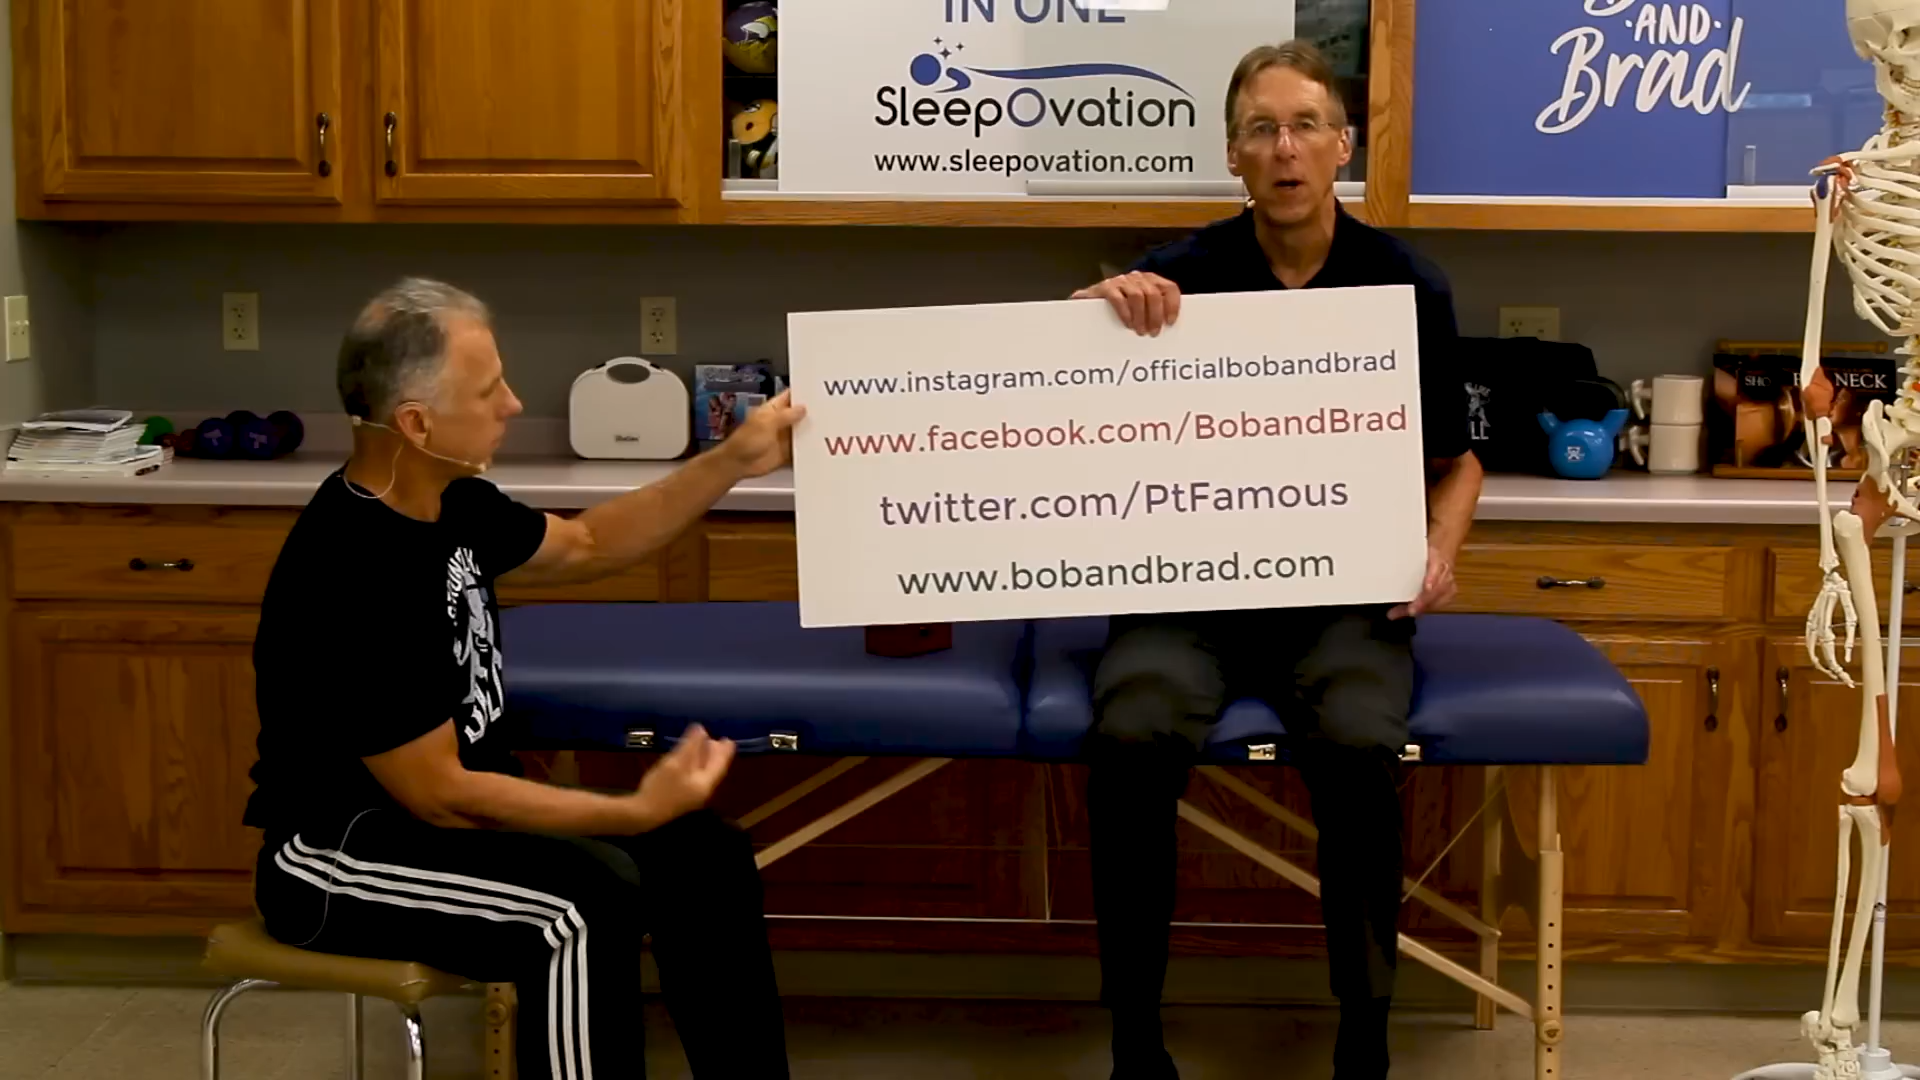 IN ONE
SleepOvation
www.sleepovation.com
·AND·
Brad
www.instagram.com/officialbobandbrad
www.facebook.com/BobandBrad
twitter.com/PtFamous
www.bobandbrad.com
NECK